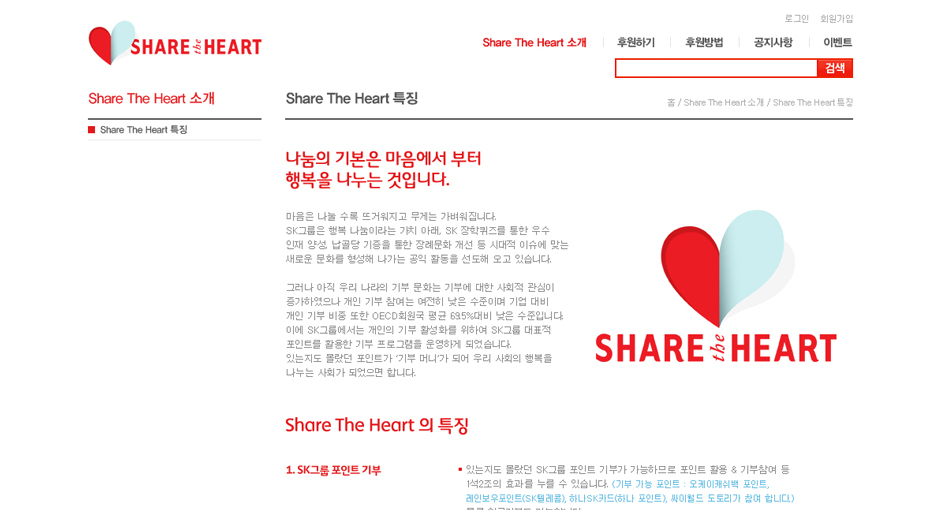 로그인 회원가입
SHARE the HEART
Share The Heart 소개 후원하기 후원방법 공지사항 이벤트
검색
Share The Heart 소개
Share The Heart 특징
홈 / Share The Heart 소개 / Share The Heart 특징
Share The Heart 특징
나눔의 기본은 마음에서 부터
행복을 나누는 것입니다.
마음은 나눌 수록 뜨거워지고 무게는 가벼워집니다.
SK그룹은 행복 나눔이라는 가치 아래, SK 장학퀴즈를 통한 우수
인재 양성, 납골당 기증을 통한 장례문화 개선 등 시대적 이슈에 맞는
새로운 문화를 형성해 나가는 공익 활동을 선도해 오고 있습니다.
그러나 아직 우리 나라의 기부 문화는 기부에 대한 사회적 관심이
증가하였으나 개인 기부 참여는 여전히 낮은 수준이며 기업 대비
개인 기부 비중 또한 OECD회원국 평균 69.5%대비 낮은 수준입니다.
이에 SK그룹에서는 개인의 기부 활성화를 위하여 SK그룹 대표적
포인트를 활용한 기부 프로그램을 운영하게 되었습니다.
있는지도 몰랐던 포인트가 '기부 머니'가 되어 우리 사회의 행복을
나누는 사회가 되었으면 합니다.
SHARE the HEART
Share The Heart 의 특징
1. SK그룹 포인트 기부
있는지도 몰랐던 SK그룹 포인트 기부가 가능하므로 포인트 활용 & 기부참여 등
1석2조의 효과를 누를 수 있습니다. (기부 가능 포인트 : 오케이캐쉬백 포인트,
레인보우포인트(SK텔레콤), 하나SK카드(하나 포인트), 싸이월드 도토리가 참여 합니다.)